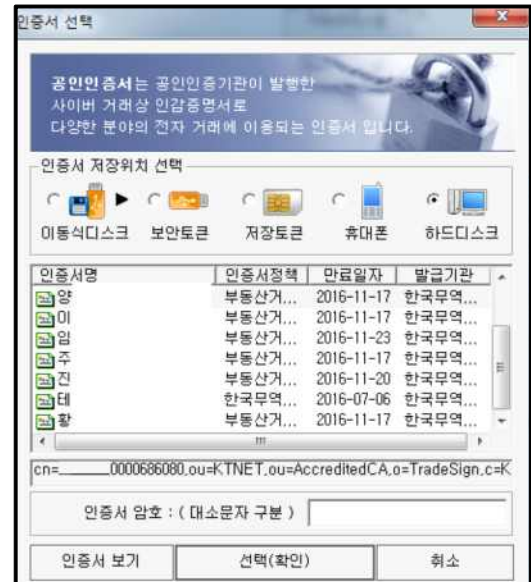 인증서 선택
공인인증서는 공인인증기관이 발행한
사이버 거래상 인감증명서로
다양한 분야의 전자 거래에 이용되는 인증서 입니다.
인증서 저장위치 선택
이동식디스크 보안토큰 저장토큰 휴대폰 하드디스크
인증서명 인증서정책 만료일자 발급기관
양 부동산거... 2016-11-17 한국무역...
이 부동산거... 2016-11-17 한국무역...
임 부동산거... 2016-11-23 한국무역...
주 부동산거... 2016-11-17 한국무역...
진 부동산거... 2016-11-20 한국무역...
테 한국무역... 2016-07-06 한국무역...
황 부동산거... 2016-11-17 한국무역...
cn=______0000686080,ou=KTNET,ou=AccreditedCA,o=TradeSign,c=K
인증서 암호 : ( 대소문자 구분 )
인증서 보기 선택(확인) 취소